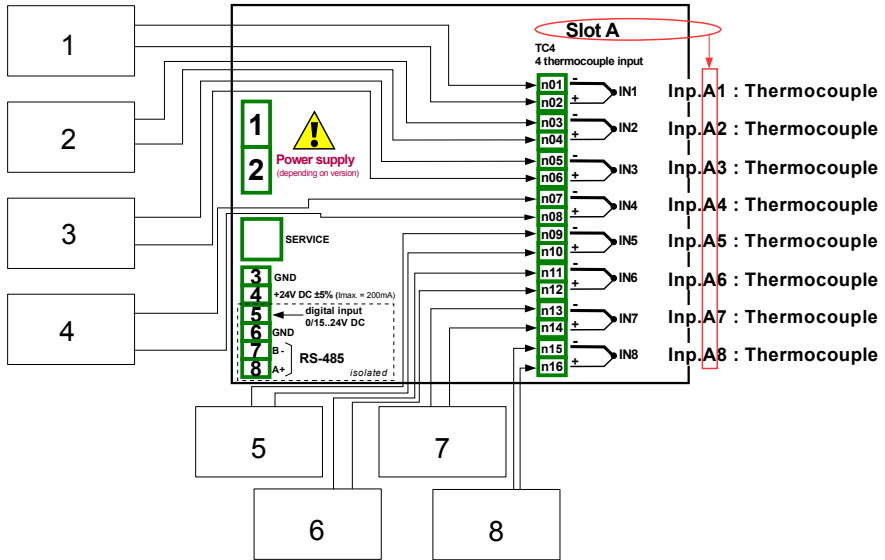 1
2
3
4
Slot A
TC4
4 thermocouple input
n01 - IN1 Inp.A1 : Thermocouple
n02 +
n03 - IN2 Inp.A2 : Thermocouple
n04 +
n05 - IN3 Inp.A3 : Thermocouple
n06 +
n07 - IN4 Inp.A4 : Thermocouple
n08 +
n09 - IN5 Inp.A5 : Thermocouple
n10 +
n11 - IN6 Inp.A6 : Thermocouple
n12 +
n13 - IN7 Inp.A7 : Thermocouple
n14 +
n15 - IN8 Inp.A8 : Thermocouple
n16 +
1
2
!
Power supply
(depending on version)
SERVICE
3 GND
4 +24V DC ±5% (Imax. = 200mA)
5 digital input
0/15..24V DC
6 GND
7 B -
RS-485
8 A+
isolated
5
7
6
8